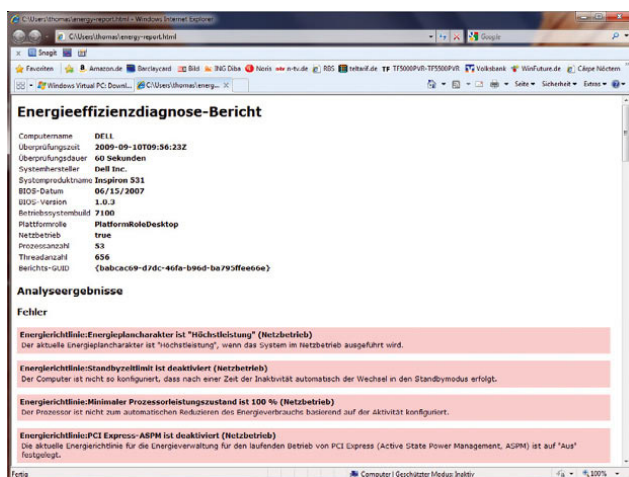 C:\Users\thomas\energy-report.html - Windows Internet Explorer
C:\Users\thomas\energy-report.html
Google
Snagit
Favoriten Amazon.de Barclaycard Bild ING Diba Noris n-tv.de RBS teltarif.de TF TF5000PVR-TF5500PVR Volksbank WinFuture.de Cêpe Nòctem
Windows Virtual PC: Downl... C:\Users\thomas\energ... X Seite Sicherheit Extras
Energieeffizienzdiagnose-Bericht
Computername DELL
Überprüfungszeit 2009-09-10T09:56:23Z
Überprüfungsdauer 60 Sekunden
Systemhersteller Dell Inc.
Systemproduktname Inspiron 531
BIOS-Datum 06/15/2007
BIOS-Version 1.0.3
Betriebssystembuild 7100
Plattformrolle PlatformRoleDesktop
Netzbetrieb true
Prozessanzahl 53
Threadanzahl 656
Berichts-GUID {babcac69-d7dc-46fa-b96d-ba795ffee66e}
Analyseergebnisse
Fehler
Energierichtlinie:Energieplancharakter ist "Höchstleistung" (Netzbetrieb)
Der aktuelle Energieplancharakter ist "Höchstleistung", wenn das System im Netzbetrieb ausgeführt wird.
Energierichtlinie:Standbyzeitlimit ist deaktiviert (Netzbetrieb)
Der Computer ist nicht so konfiguriert, dass nach einer Zeit der Inaktivität automatisch der Wechsel in den Standbymodus erfolgt.
Energierichtlinie:Minimaler Prozessorleistungszustand ist 100 % (Netzbetrieb)
Der Prozessor ist nicht zum automatischen Reduzieren des Energieverbrauchs basierend auf der Aktivität konfiguriert.
Energierichtlinie:PCI Express-ASPM ist deaktiviert (Netzbetrieb)
Die aktuelle Energierichtlinie für die Energieverwaltung für den laufenden Betrieb von PCI Express (Active State Power Management, ASPM) ist auf "Aus"
festgelegt.
Fertig Computer | Geschützter Modus: Inaktiv 100%